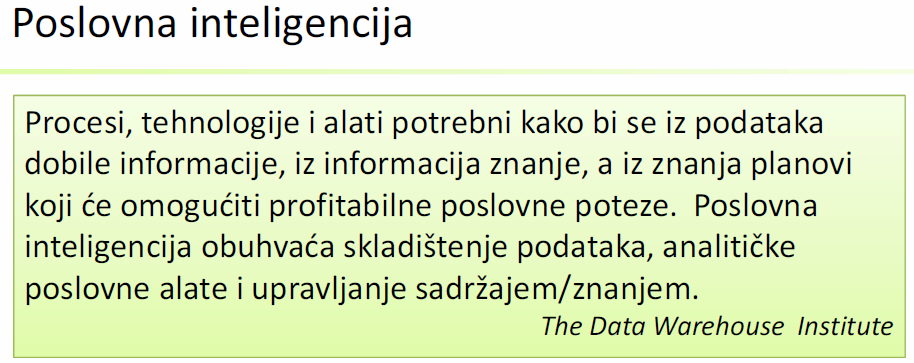 Poslovna inteligencija
Procesi, tehnologije i alati potrebni kako bi se iz podataka
dobile informacije, iz informacija znanje, a iz znanja planovi
koji će omogućiti profitabilne poslovne poteze.  Poslovna
inteligencija obuhvaća skladištenje podataka, analitičke
poslovne alate i upravljanje sadržajem/znanjem.
The Data Warehouse  Institute